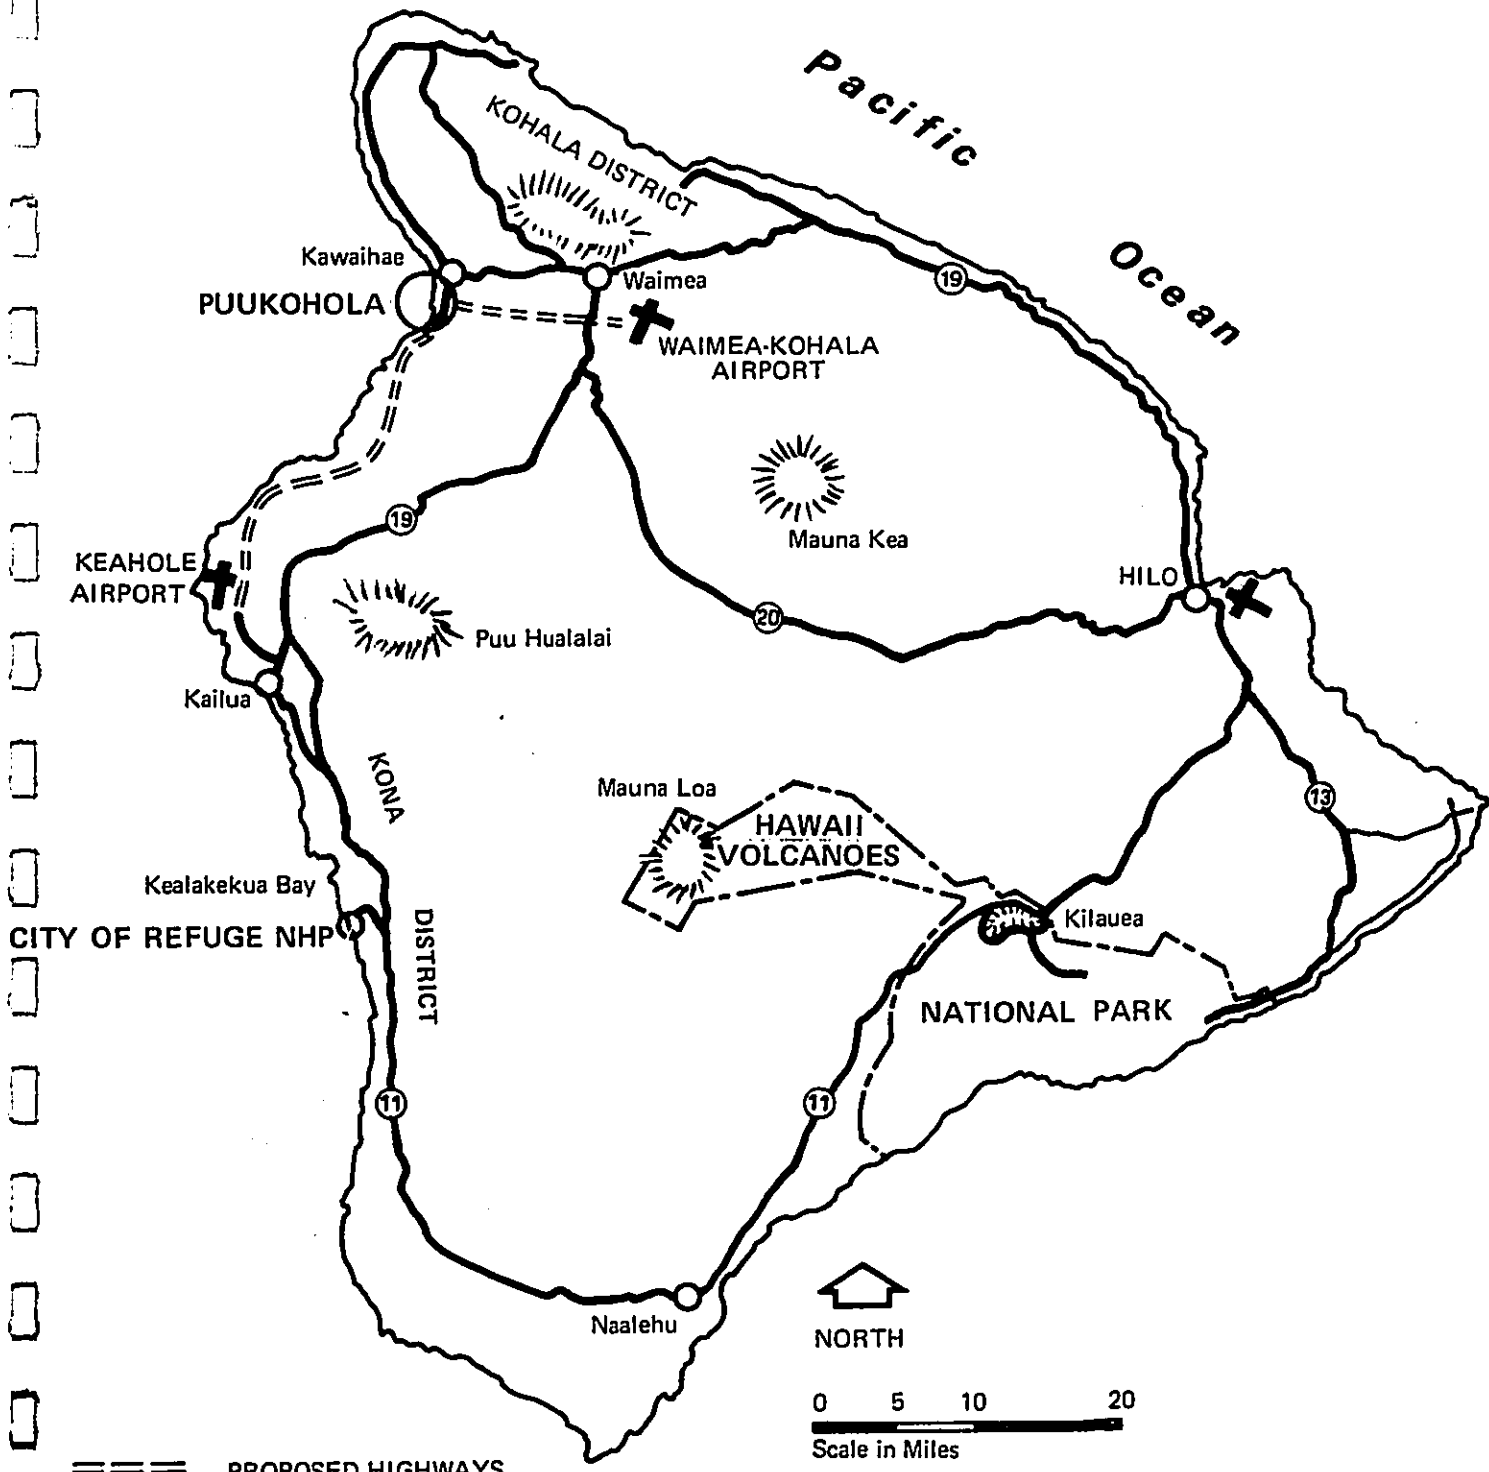 Pacific
Ocean
KOHALA DISTRICT
Kawaihae
Waimea
19
PUUKOHOLA
WAIMEA-KOHALA
AIRPORT
19
Mauna Kea
KEAHOLE
AIRPORT
HILO
20
Puu Hualalai
Kailua
KONA
DISTRICT
Mauna Loa
HAWAII
VOLCANOES
13
Kealakekua Bay
CITY OF REFUGE NHP
Kilauea
NATIONAL PARK
11
11
Naalehu
NORTH
0 5 10 20
Scale in Miles
PROPOSED HIGHWAYS